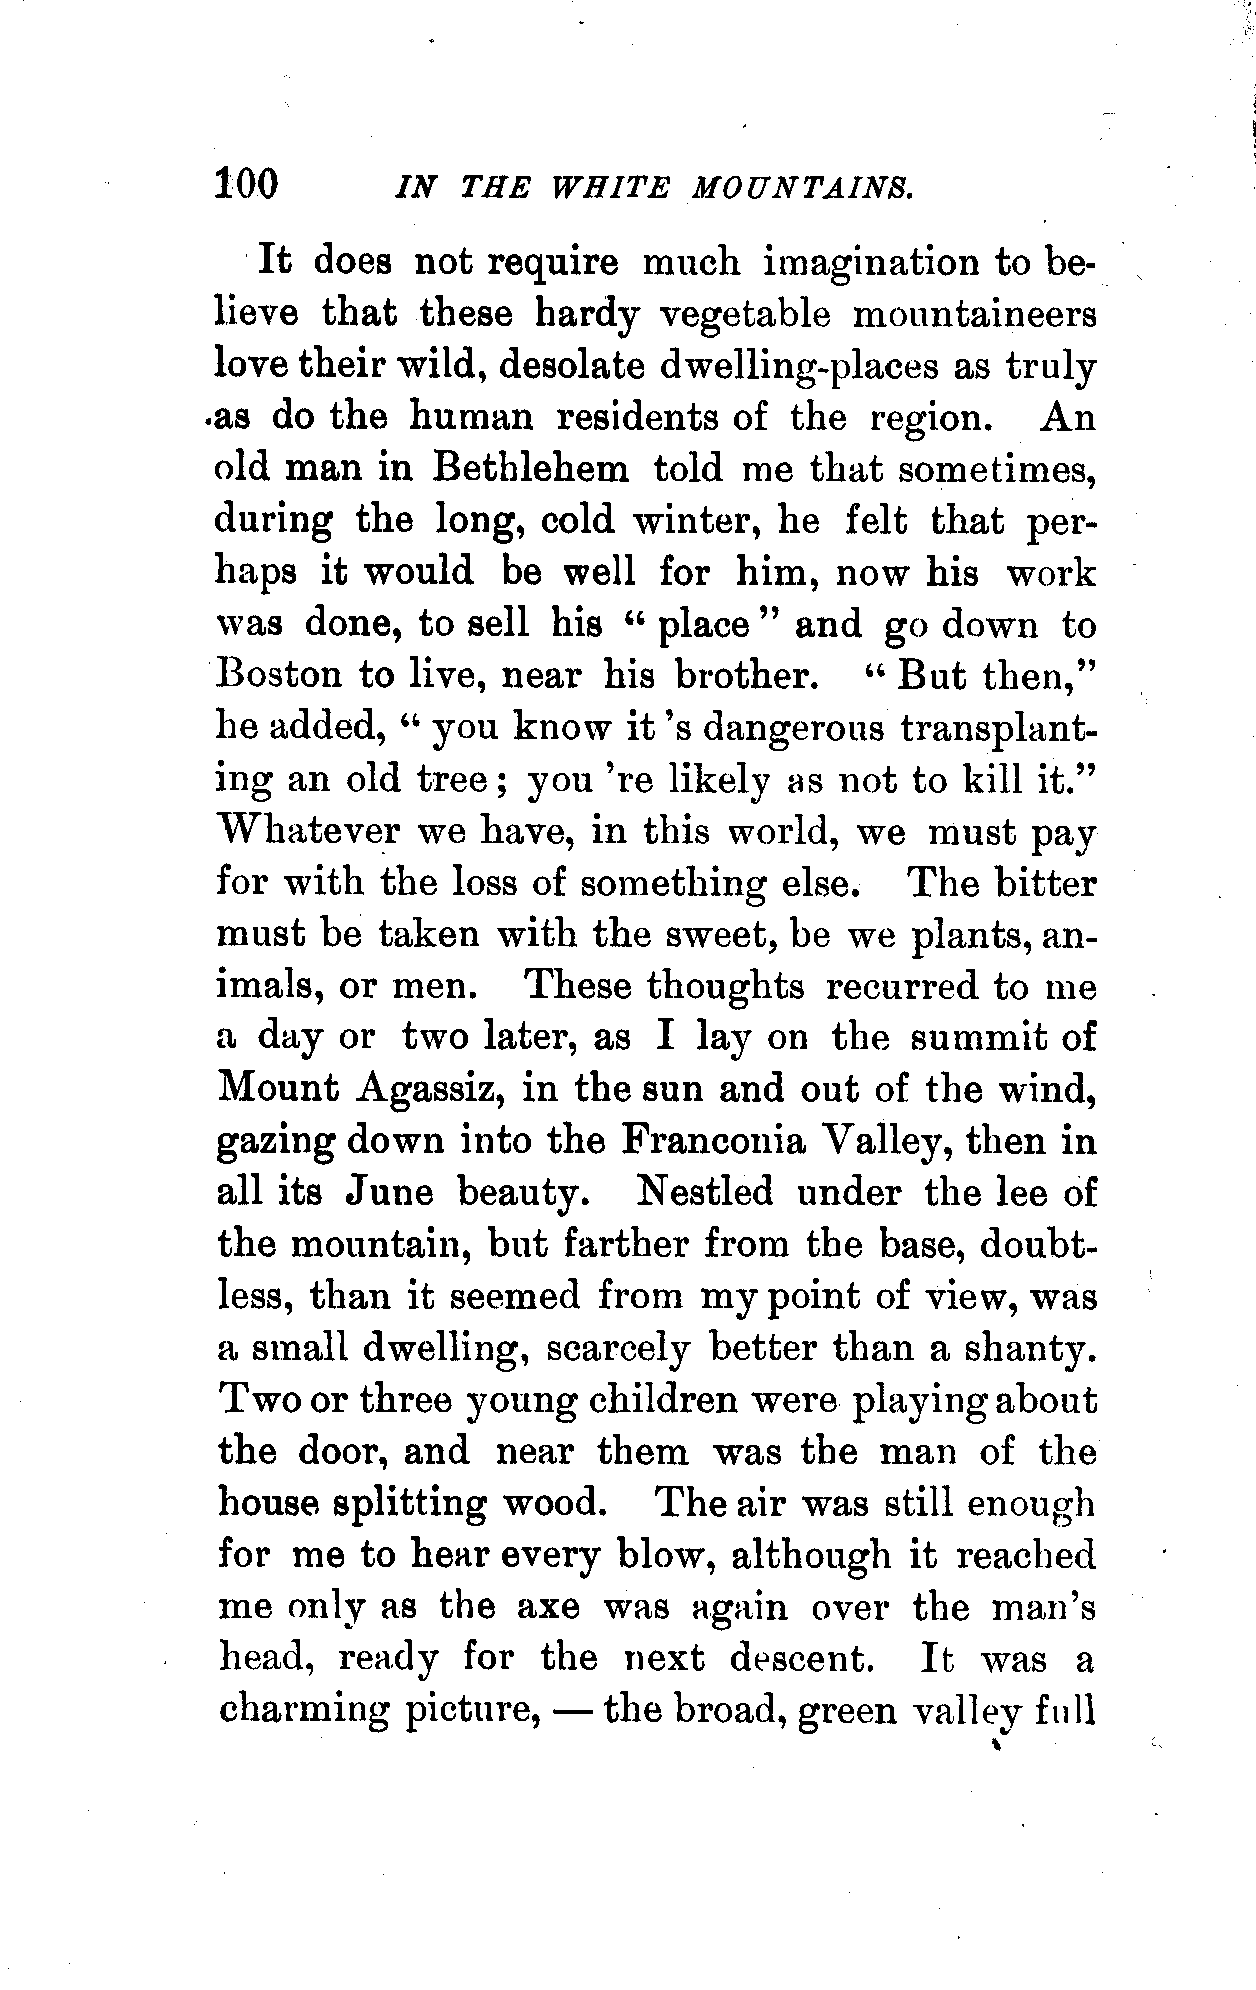 100 IN THE WHITE MOUNTAINS.
It does not require much imagination to be-
lieve that these hardy vegetable mountaineers
love their wild, desolate dwelling-places as truly
as do the human residents of the region. An
old man in Bethlehem told me that sometimes,
during the long, cold winter, he felt that per-
haps it would be well for him, now his work
was done, to sell his “ place ” and go down to
Boston to live, near his brother. “ But then,”
he added, “ you know it 's dangerous transplant-
ing an old tree ; you 're likely as not to kill it.”
Whatever we have, in this world, we must pay
for with the loss of something else. The bitter
must be taken with the sweet, be we plants, an-
imals, or men. These thoughts recurred to me
a day or two later, as I lay on the summit of
Mount Agassiz, in the sun and out of the wind,
gazing down into the Franconia Valley, then in
all its June beauty. Nestled under the lee of
the mountain, but farther from the base, doubt-
less, than it seemed from my point of view, was
a small dwelling, scarcely better than a shanty.
Two or three young children were playing about
the door, and near them was the man of the
house splitting wood. The air was still enough
for me to hear every blow, although it reached
me only as the axe was again over the man's
head, ready for the next descent. It was a
charming picture, — the broad, green valley full